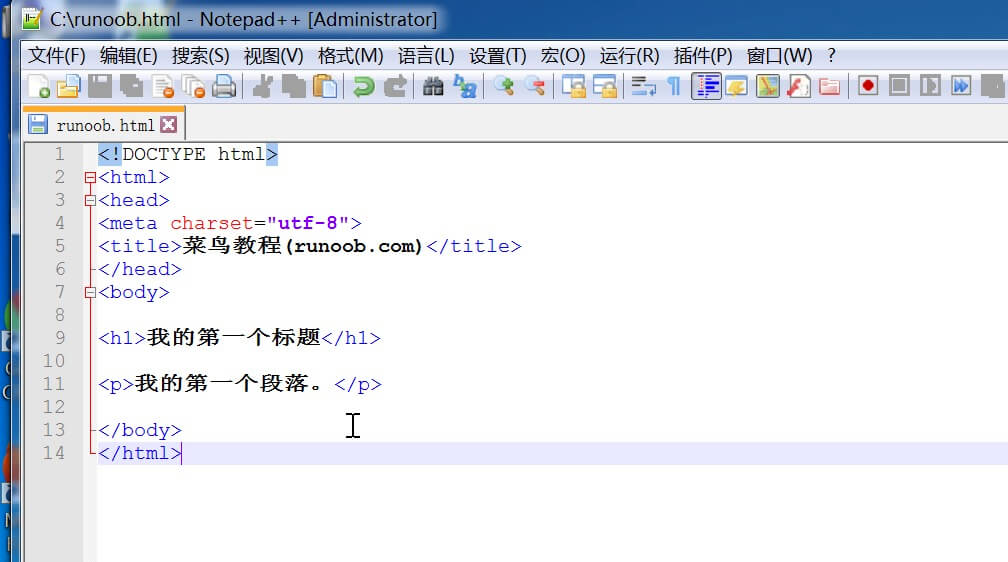 C:\runoob.html - Notepad++ [Administrator]
文件(F) 编辑(E) 搜索(S) 视图(V) 格式(M) 语言(L) 设置(T) 宏(O) 运行(R) 插件(P) 窗口(W) ?
runoob.html
1 <!DOCTYPE html>
2 <html>
3 <head>
4 <meta charset="utf-8">
5 <title>菜鸟教程(runoob.com)</title>
6 </head>
7 <body>
8
9 <h1>我的第一个标题</h1>
10
11 <p>我的第一个段落。</p>
12
13 </body>
14 </html>